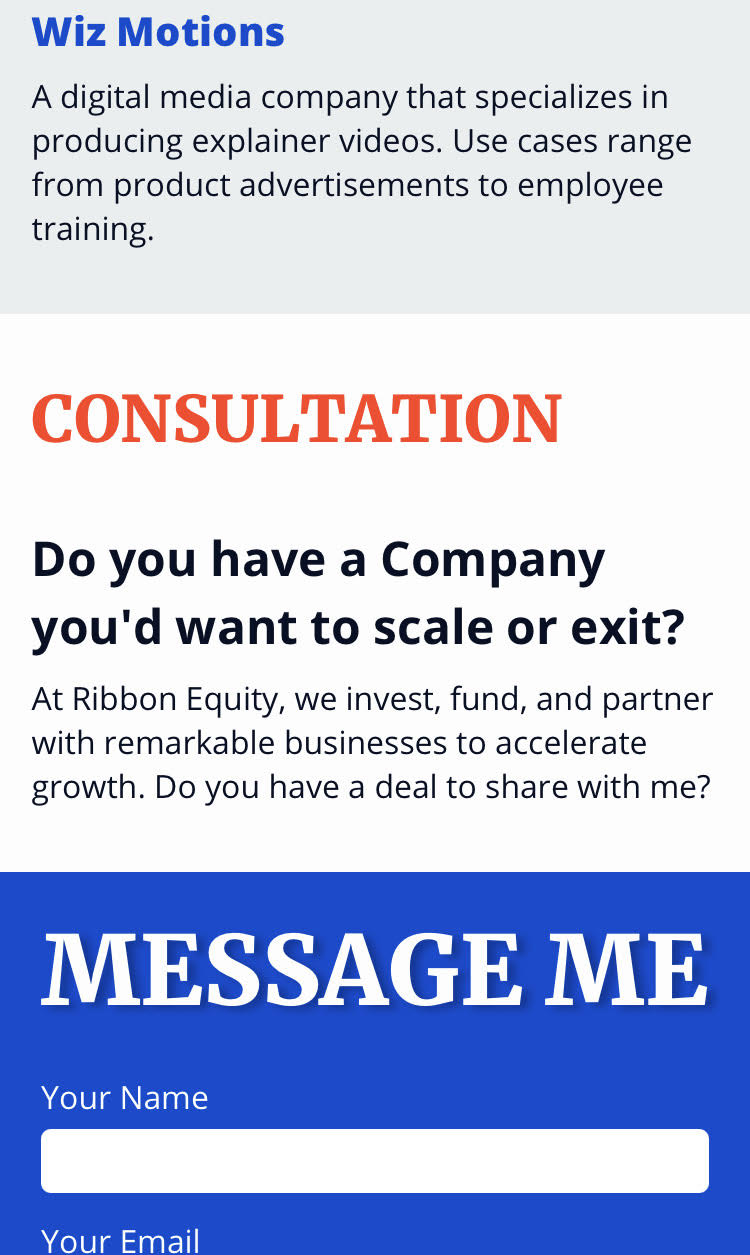 Wiz Motions
A digital media company that specializes in
producing explainer videos. Use cases range
from product advertisements to employee
training.
CONSULTATION
Do you have a Company
you'd want to scale or exit?
At Ribbon Equity, we invest, fund, and partner
with remarkable businesses to accelerate
growth. Do you have a deal to share with me?
MESSAGE ME
Your Name
Your Email